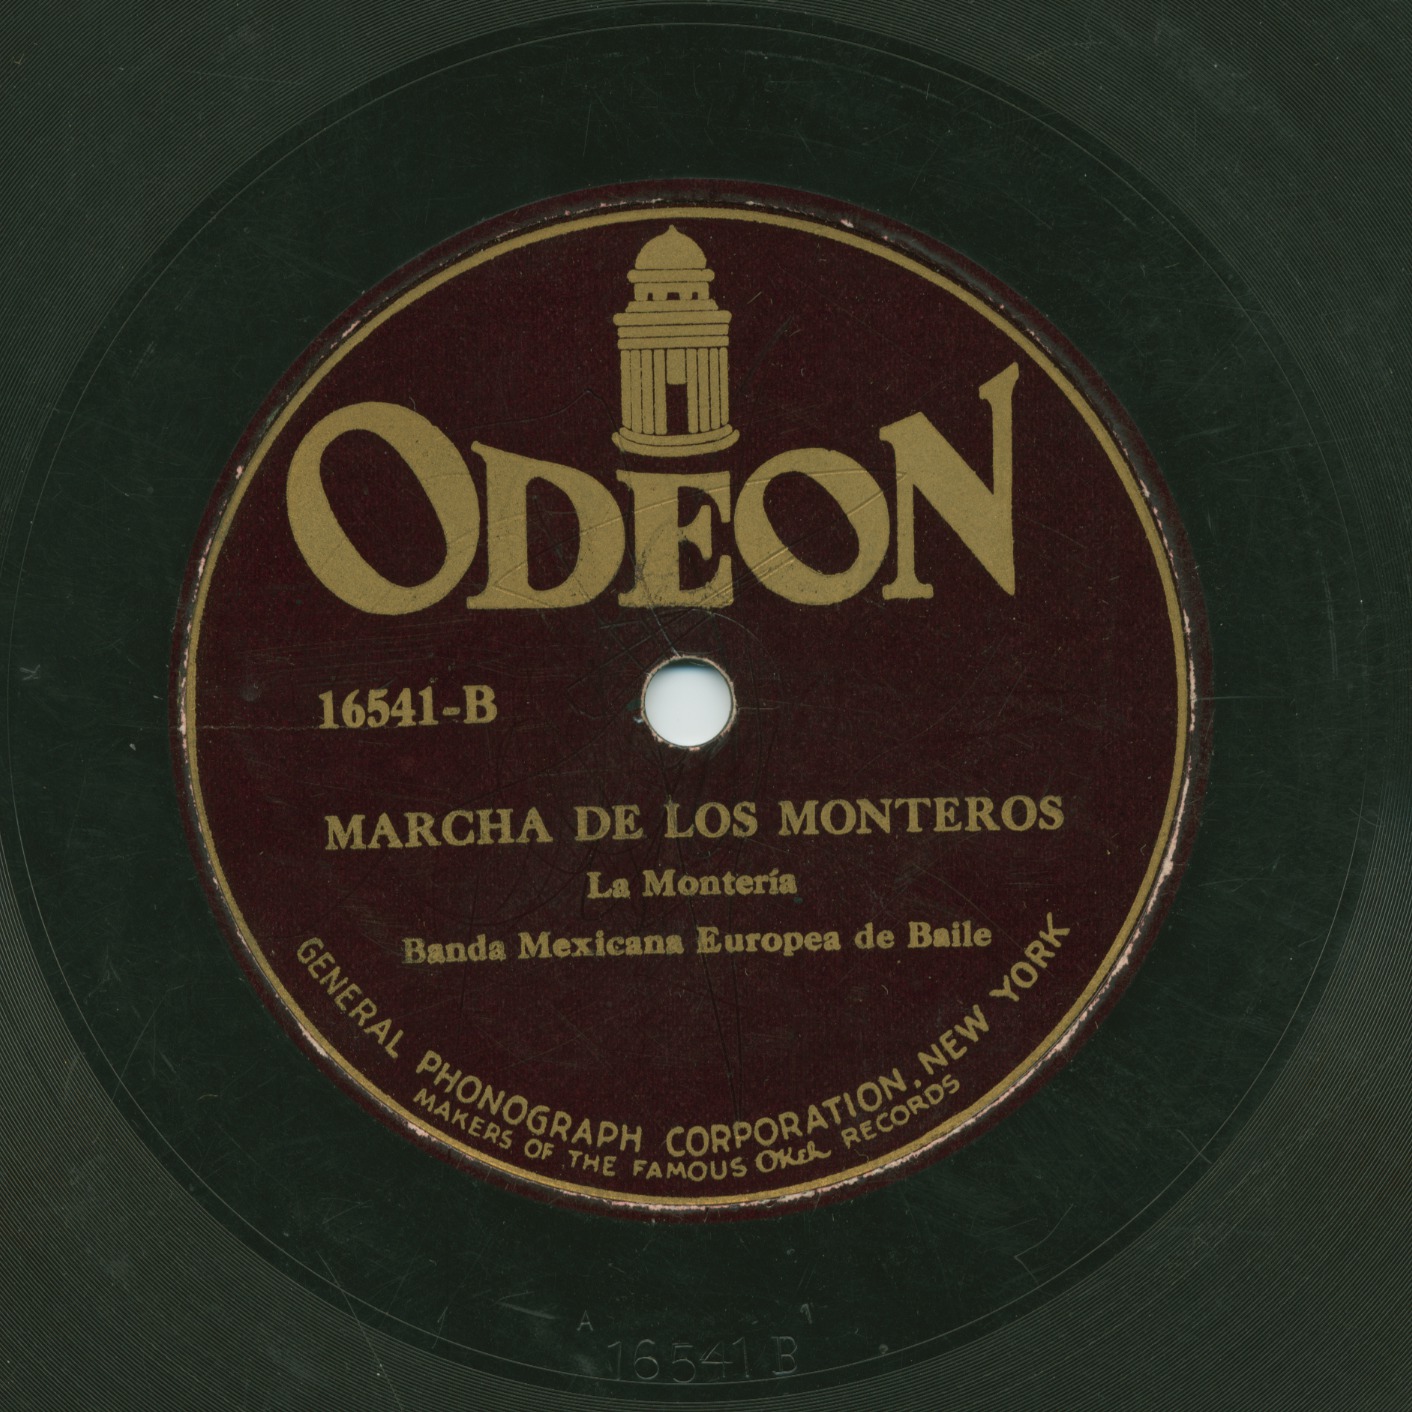 ODEON
16541-B
MARCHA DE LOS MONTEROS
La Montería
Banda Mexicana Europea de Baile
GENERAL PHONOGRAPH CORPORATION, NEW YORK
MAKERS OF THE FAMOUS OKeh RECORDS
A 1
16541 B